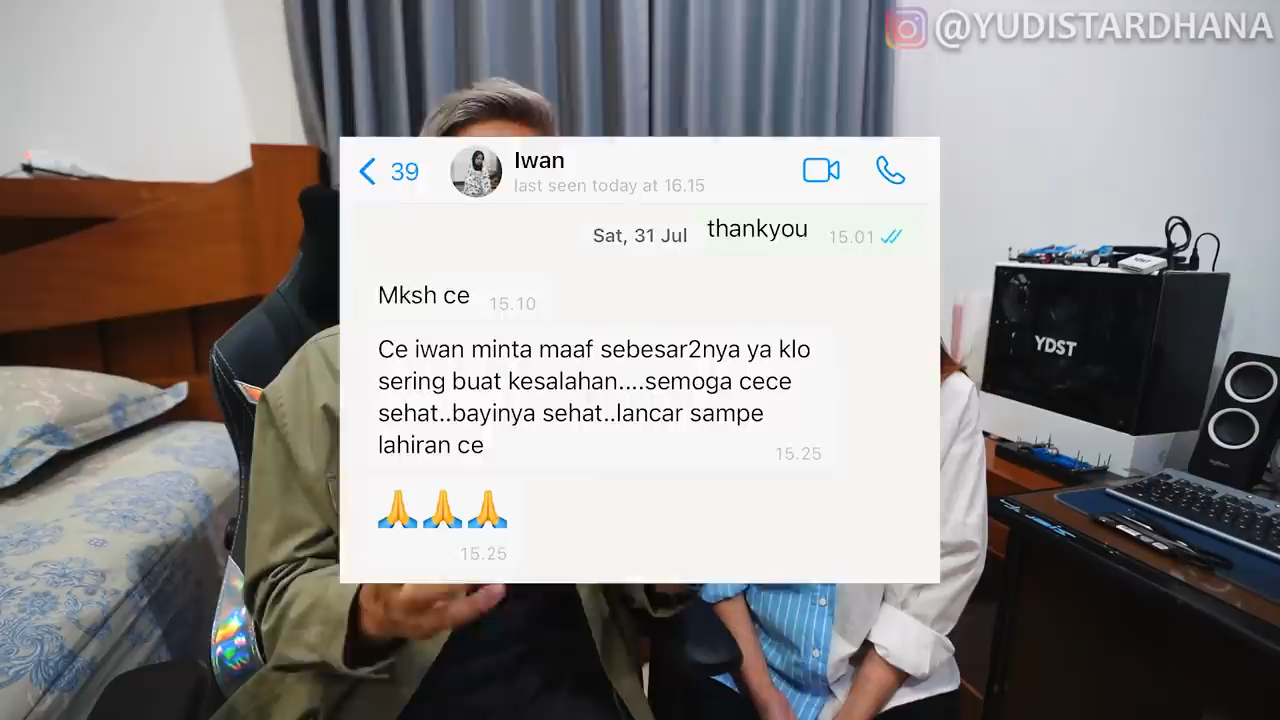 @YUDISTARDHANA
39
Iwan
last seen today at 16.15
Sat, 31 Jul
thankyou 15.01
Mksh ce 15.10
Ce iwan minta maaf sebesar2nya ya klo
sering buat kesalahan....semoga cece
sehat..bayinya sehat..lancar sampe
lahiran ce
15.25
🙏🙏🙏
15.25
YDST